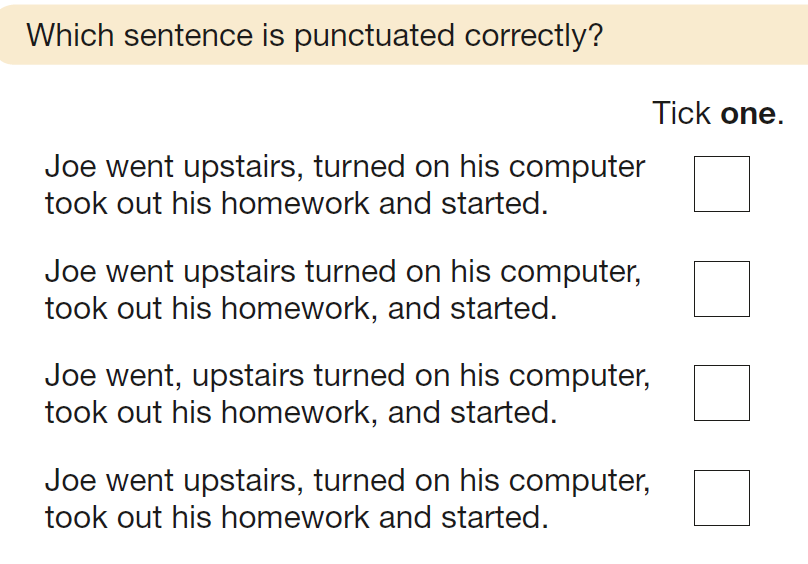 Which sentence is punctuated correctly?
Tick one.
Joe went upstairs, turned on his computer
took out his homework and started.
Joe went upstairs turned on his computer,
took out his homework, and started.
Joe went, upstairs turned on his computer,
took out his homework, and started.
Joe went upstairs, turned on his computer,
took out his homework and started.